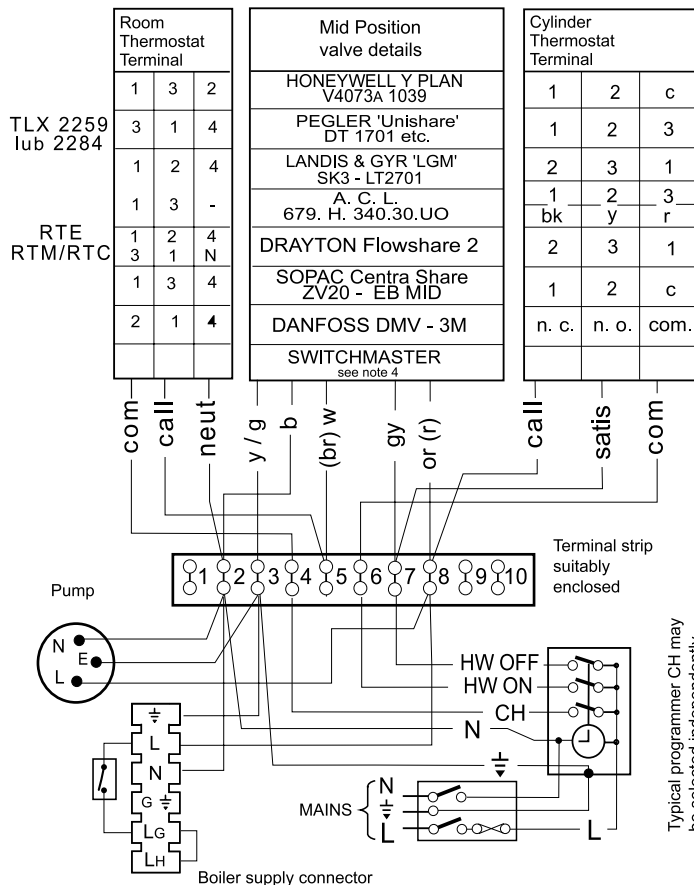 Room
Thermostat
Terminal
1 3 2
TLX 2259
Iub 2284
3 1 4
1 2 4
1 3 -
RTE
RTM/RTC
1 2 4
3 1 N
1 3 4
2 1 4
Mid Position
valve details
HONEYWELL Y PLAN
V4073A 1039
PEGLER 'Unishare'
DT 1701 etc.
LANDIS & GYR 'LGM'
SK3 - LT2701
A. C. L.
679. H. 340.30.UO
DRAYTON Flowshare 2
SOPAC Centra Share
ZV20 - EB MID
DANFOSS DMV - 3M
SWITCHMASTER
see note 4
Cylinder
Thermostat
Terminal
1 2 c
1 2 3
2 3 1
1 2 3
bk y r
2 3 1
1 2 c
n. c. n. o. com.
com
call
neut
y / g
b
(br) w
gy
or (r)
call
satis
com
1 2 3 4 5 6 7 8 9 10
Terminal strip
suitably
enclosed
Pump
N
E
L
HW OFF
HW ON
CH
N
L
N
G
LG
LH
Boiler supply connector
MAINS
N
L
L
Typical programmer CH may